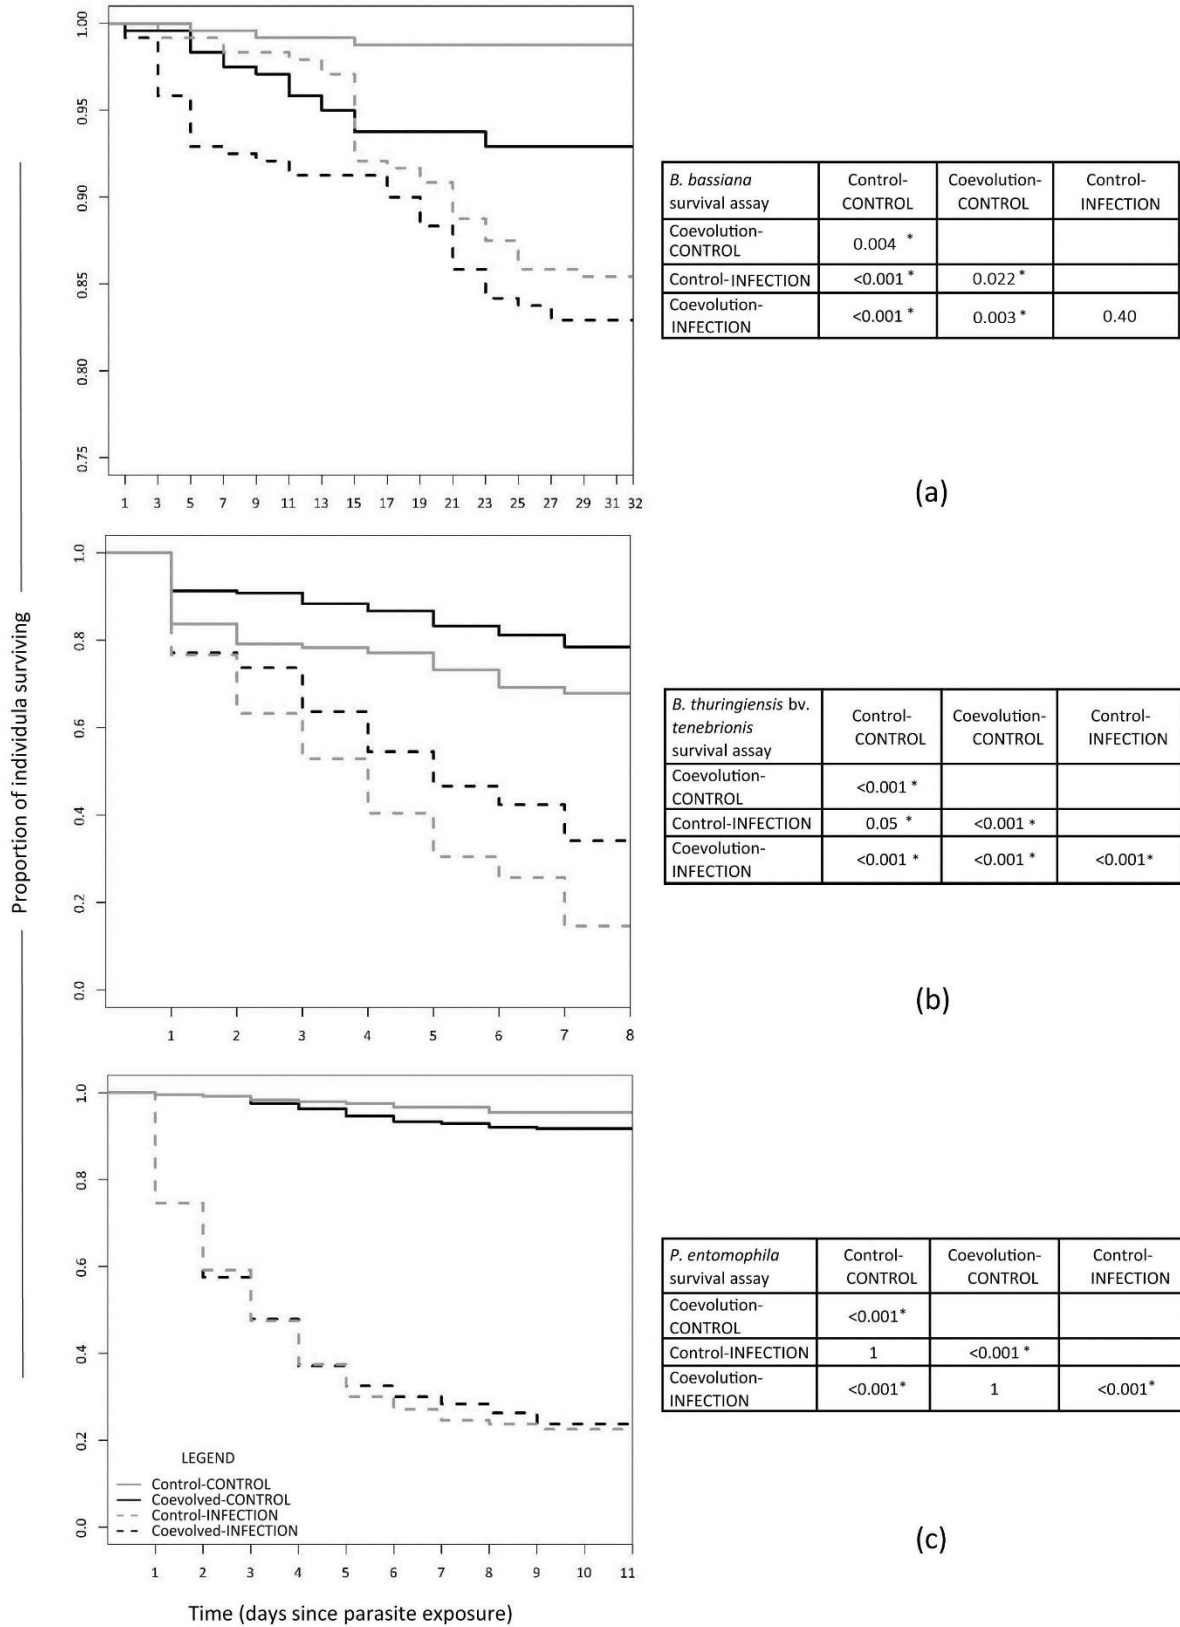 Proportion of individula surviving
1.00
0.95
0.90
0.85
0.80
0.75
1 3 5 7 9 11 13 15 17 19 21 23 25 27 29 31 32
B. bassiana survival assay
Control-CONTROL
Coevolution-CONTROL
Control-INFECTION
Coevolution-CONTROL
0.004 *
Control-INFECTION
<0.001 *
0.022 *
Coevolution-INFECTION
<0.001 *
0.003 *
0.40
(a)
1.0
0.8
0.6
0.4
0.2
0.0
1 2 3 4 5 6 7 8
B. thuringiensis bv. tenebrionis survival assay
Control-CONTROL
Coevolution-CONTROL
Control-INFECTION
Coevolution-CONTROL
<0.001 *
Control-INFECTION
0.05 *
<0.001 *
Coevolution-INFECTION
<0.001 *
<0.001 *
<0.001*
(b)
1.0
0.8
0.6
0.4
0.2
0.0
LEGEND
Control-CONTROL
Coevolved-CONTROL
Control-INFECTION
Coevolved-INFECTION
1 2 3 4 5 6 7 8 9 10 11
Time (days since parasite exposure)
P. entomophila survival assay
Control-CONTROL
Coevolution-CONTROL
Control-INFECTION
Coevolution-CONTROL
<0.001*
Control-INFECTION
1
<0.001 *
Coevolution-INFECTION
<0.001*
1
<0.001*
(c)